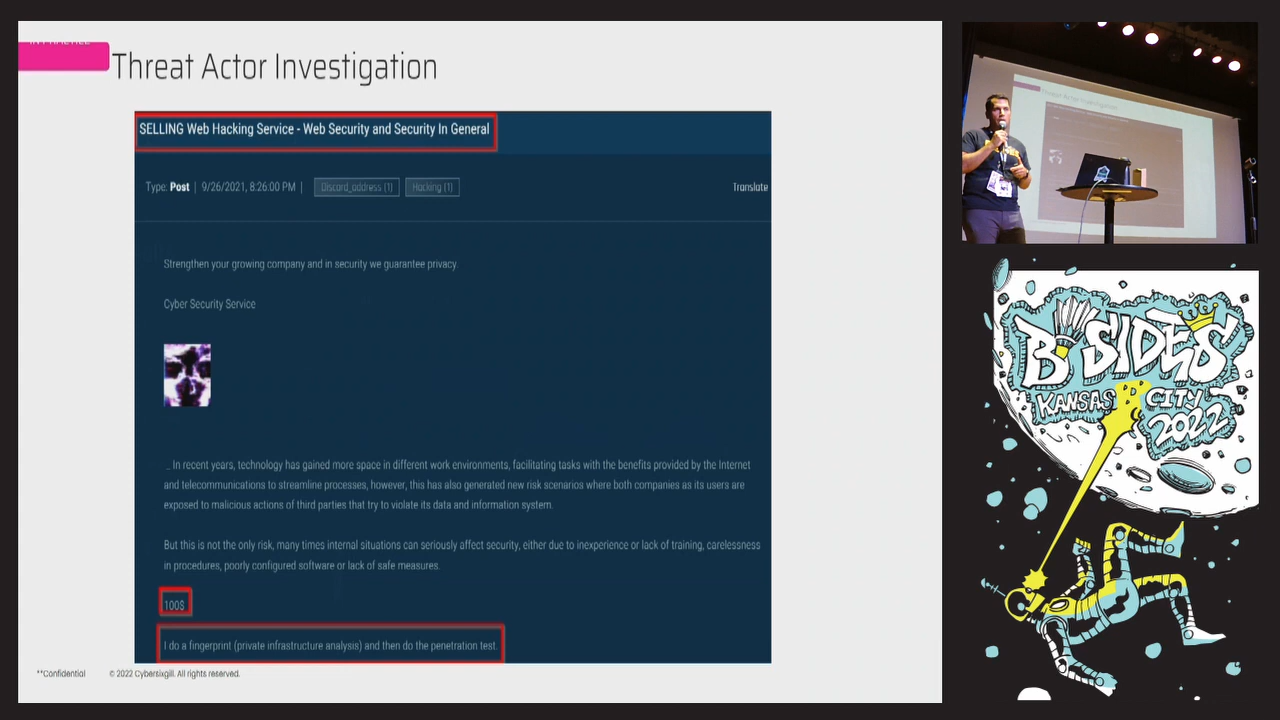 Threat Actor Investigation
SELLING Web Hacking Service - Web Security and Security In General
Type: Post | 9/26/2021, 8:26:00 PM | Discord_address (1) Hacking (1) Translate
Strengthen your growing company and in security we guarantee privacy.
Cyber Security Service
.. In recent years, technology has gained more space in different work environments, facilitating tasks with the benefits provided by the Internet
and telecommunications to streamline processes, however, this has also generated new risk scenarios where both companies as its users are
exposed to malicious actions of third parties that try to violate its data and information system.
But this is not the only risk, many times internal situations can seriously affect security, either due to inexperience or lack of training, carelessness
in procedures, poorly configured software or lack of safe measures.
100$
I do a fingerprint (private infrastructure analysis) and then do the penetration test.
**Confidential © 2022 Cybersixgill. All rights reserved.
Threat Actor Investigation
BSIDES
KANSAS CITY
2022